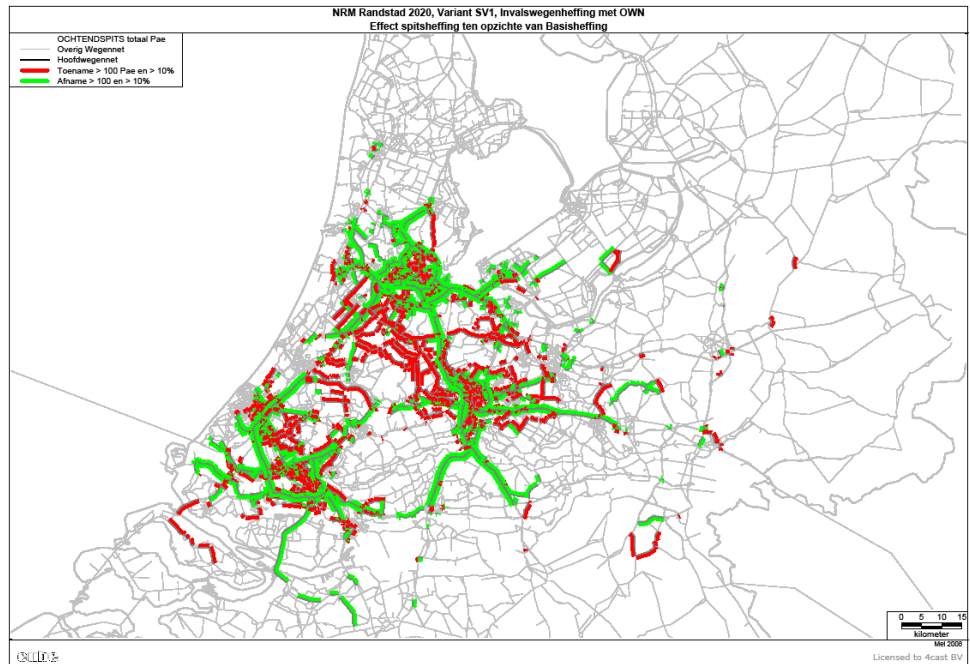 NRM Randstad 2020, Variant SV1, Invalswegenheffing met OWN
Effect spitsheffing ten opzichte van Basisheffing
OCHTENDSPITS totaal Pae
Overig Wegennet
Hoofdwegennet
Toename > 100 Pae en > 10%
Afname > 100 en > 10%
0 5 10 15
kilometer
Mei 2008
cube
Licensed to 4cast BV